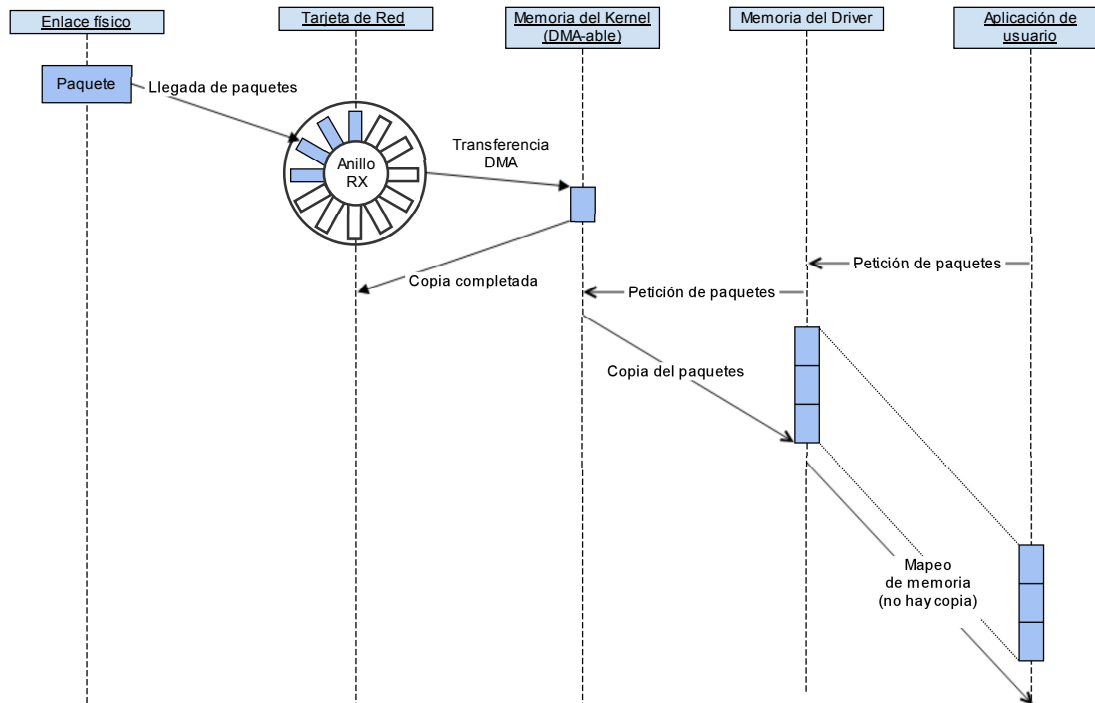 Enlace físico
Tarjeta de Red
Memoria del Kernel
(DMA-able)
Memoria del Driver
Aplicación de
usuario
Paquete
Llegada de paquetes
Anillo
RX
Transferencia
DMA
Copia completada
Petición de paquetes
Petición de paquetes
Copia del paquetes
Mapeo
de memoria
(no hay copia)